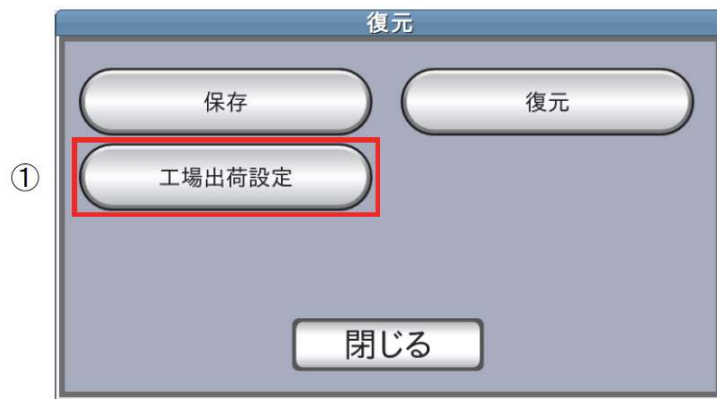 復元
保存
復元
① 工場出荷設定
閉じる